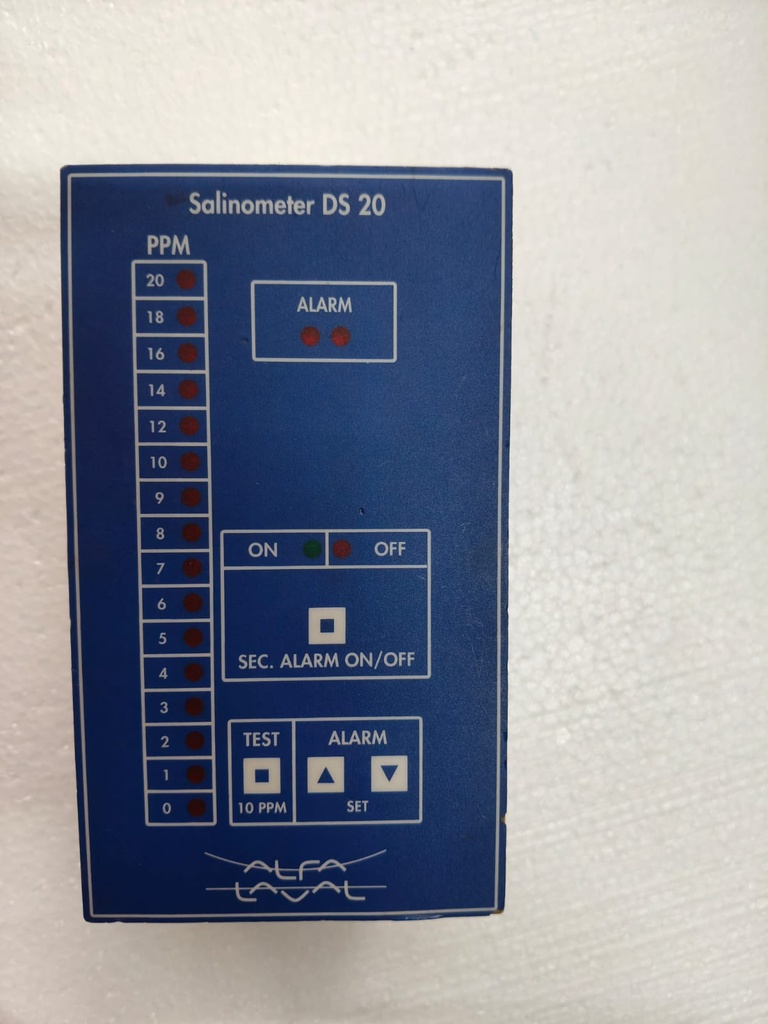 Salinometer DS 20
PPM
20
18
16
14
12
10
9
8
7
6
5
4
3
2
1
0
ALARM
ON OFF
SEC. ALARM ON/OFF
TEST
10 PPM
ALARM
SET
ALFA
LAVAL